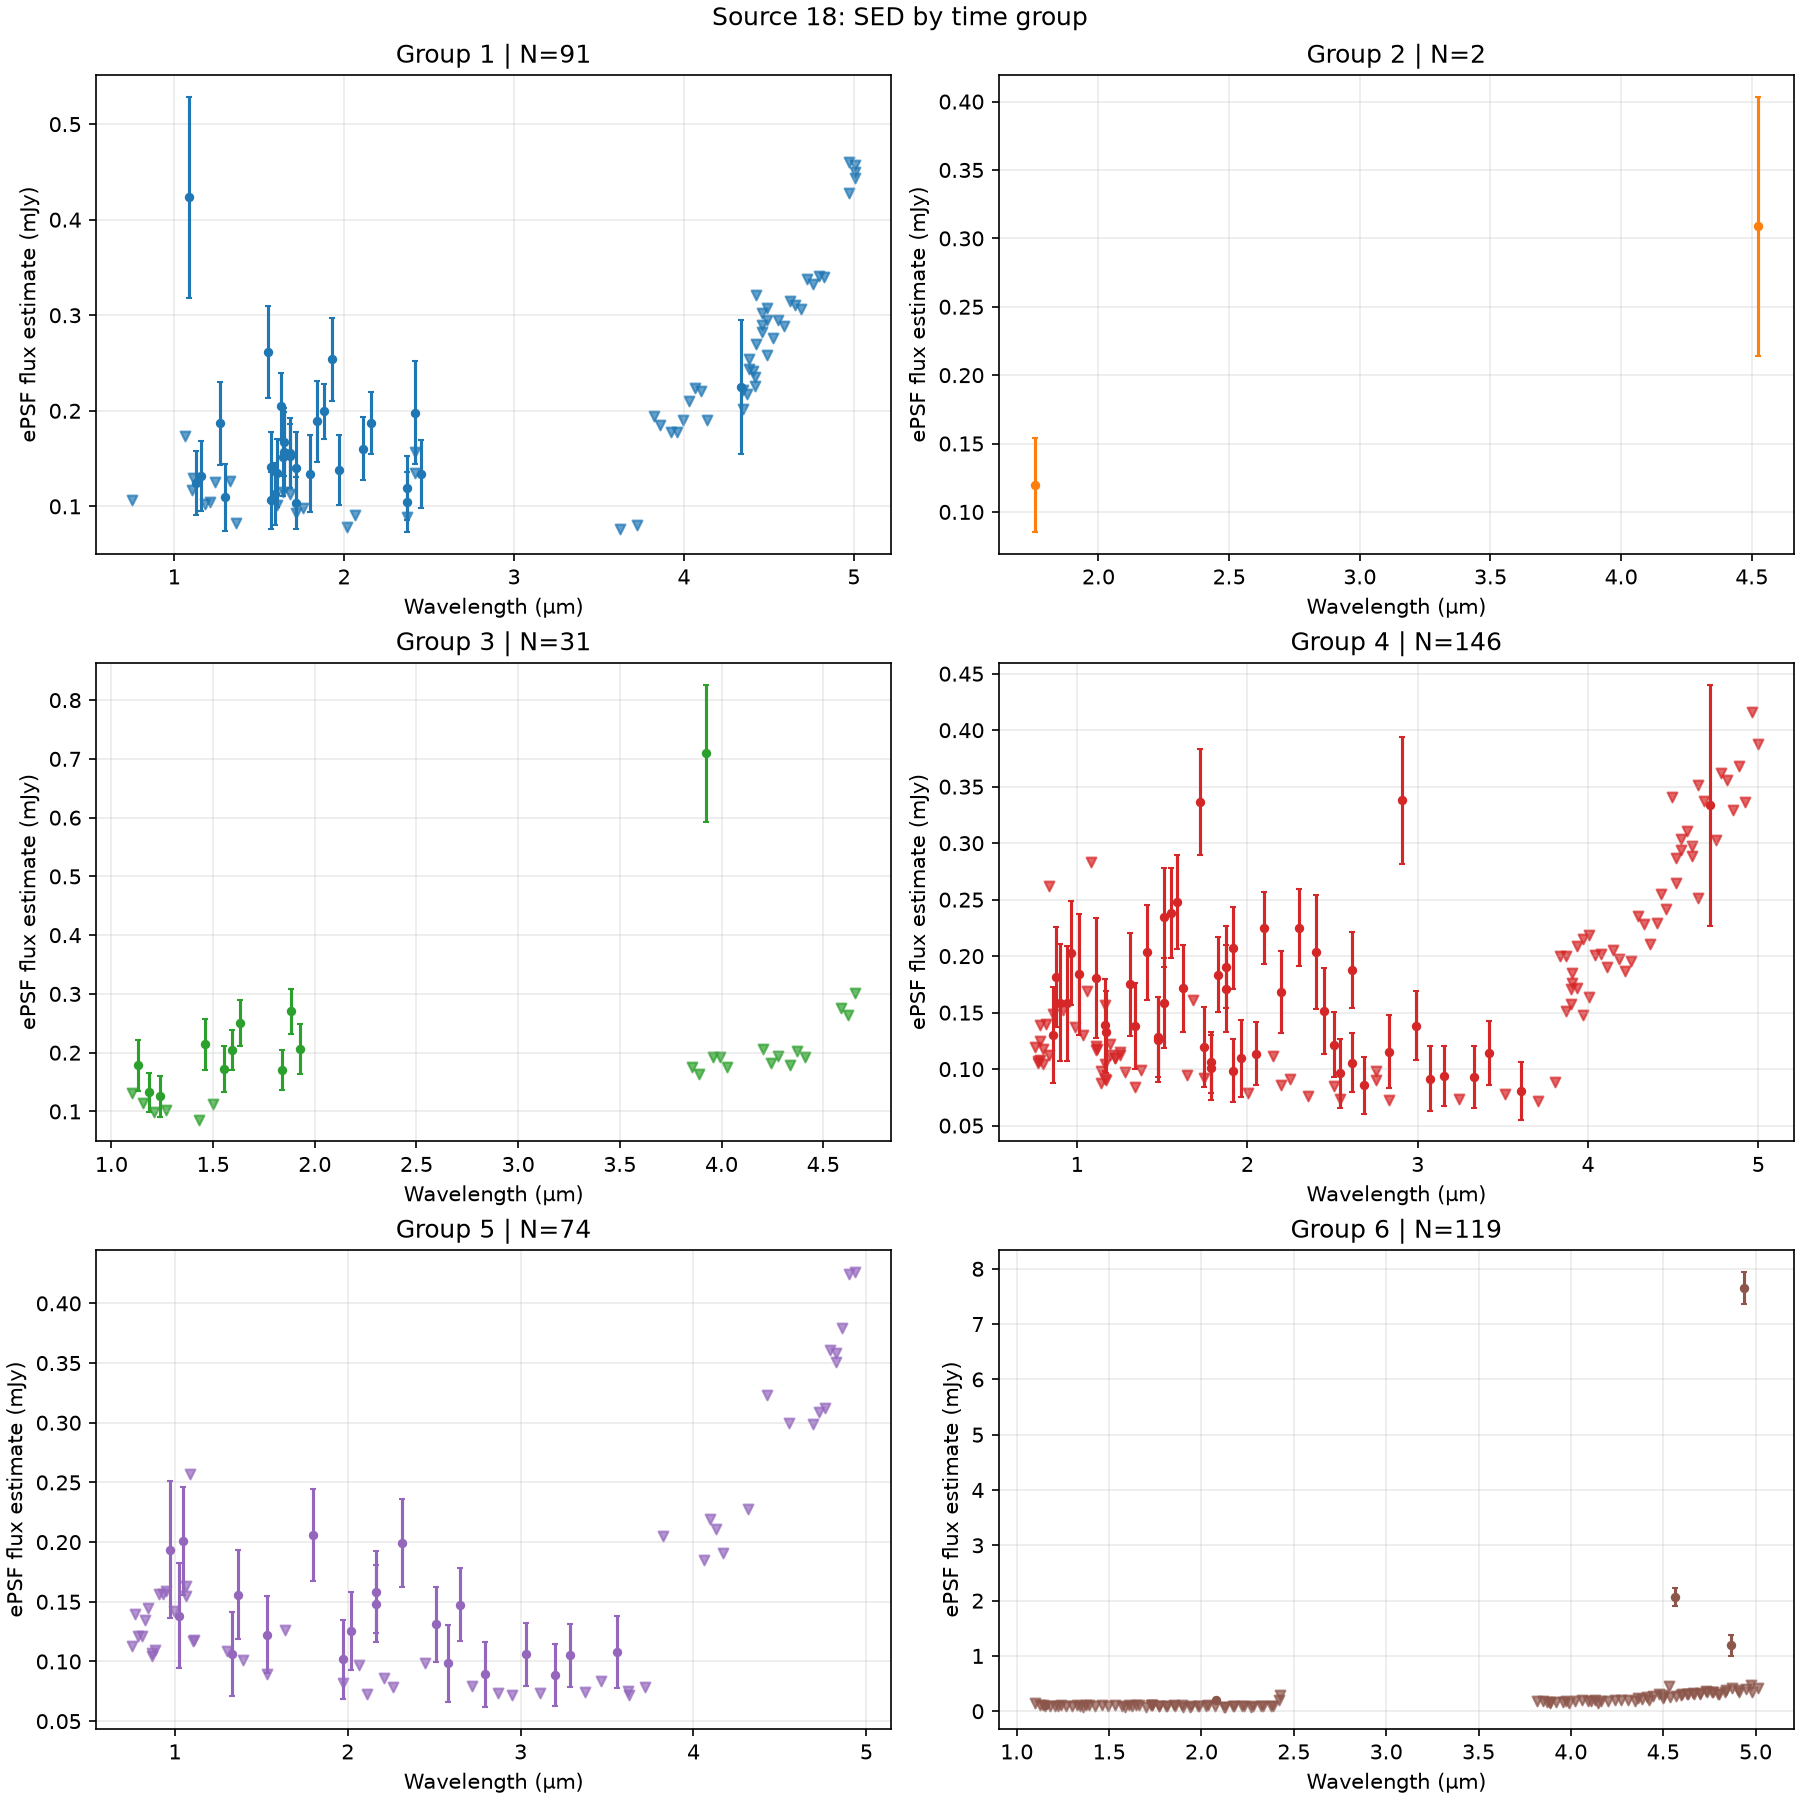 Source 18: SED by time group
Group 1 | N=91
ePSF flux estimate (mJy)
0.5
0.4
0.3
0.2
0.1
1 2 3 4 5
Wavelength (μm)
Group 2 | N=2
ePSF flux estimate (mJy)
0.40
0.35
0.30
0.25
0.20
0.15
0.10
2.0 2.5 3.0 3.5 4.0 4.5
Wavelength (μm)
Group 3 | N=31
ePSF flux estimate (mJy)
0.8
0.7
0.6
0.5
0.4
0.3
0.2
0.1
1.0 1.5 2.0 2.5 3.0 3.5 4.0 4.5
Wavelength (μm)
Group 4 | N=146
ePSF flux estimate (mJy)
0.45
0.40
0.35
0.30
0.25
0.20
0.15
0.10
0.05
1 2 3 4 5
Wavelength (μm)
Group 5 | N=74
ePSF flux estimate (mJy)
0.40
0.35
0.30
0.25
0.20
0.15
0.10
0.05
1 2 3 4 5
Wavelength (μm)
Group 6 | N=119
ePSF flux estimate (mJy)
8
7
6
5
4
3
2
1
0
1.0 1.5 2.0 2.5 3.0 3.5 4.0 4.5 5.0
Wavelength (μm)